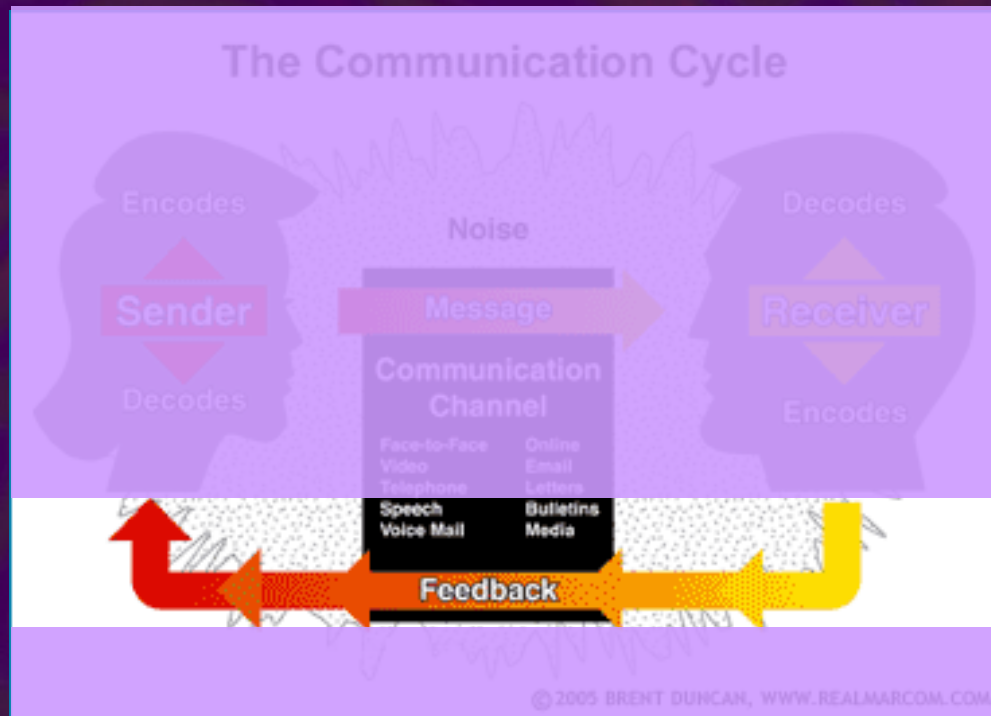 The Communication Cycle
Encodes
Decodes
Noise
Sender
Message
Receiver
Communication
Channel
Decodes
Encodes
Face-to-Face Online
Video Email
Telephone Letters
Speech Bulletins
Voice Mail Media
Feedback
©2005 BRENT DUNCAN, WWW.REALMARCOM.COM